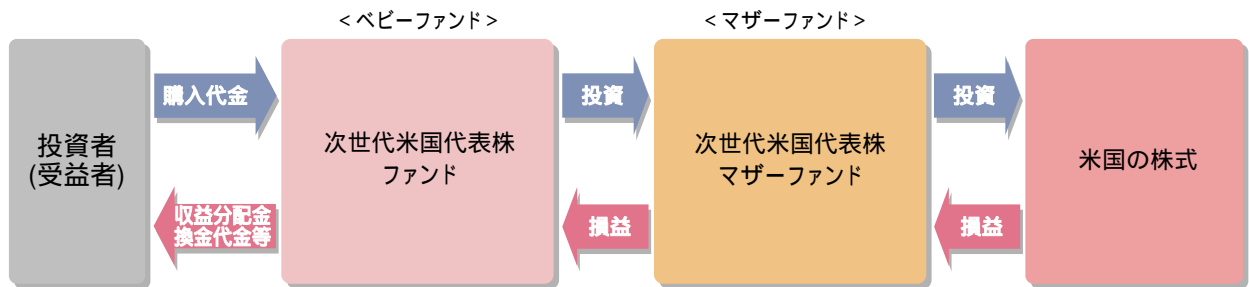 <ベビーファンド>
<マザーファンド>
投資者
(受益者)
購入代金
収益分配金
換金代金等
次世代米国代表株
ファンド
投資
損益
次世代米国代表株
マザーファンド
投資
損益
米国の株式